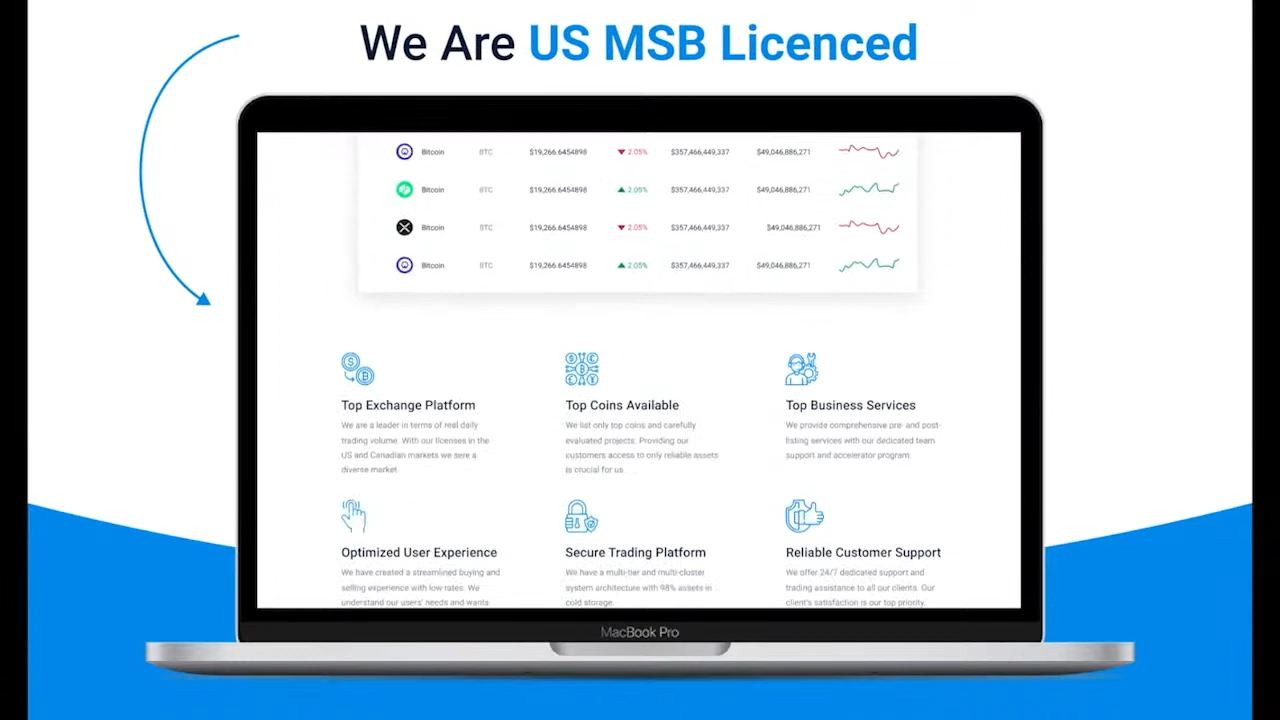 We Are US MSB Licenced
Bitcoin BTC $19,266.6454898 2.05% $357,466,449,337 $49,046,886,271
Bitcoin BTC $19,266.6454898 2.05% $357,466,449,337 $49,046,886,271
Bitcoin BTC $19,266.6454898 2.05% $357,466,449,337 $49,046,886,271
Bitcoin BTC $19,266.6454898 2.05% $357,466,449,337 $49,046,886,271
Top Exchange Platform
We are a leader in terms of real daily
trading volume. With our licenses in the
US and Canadian markets we sere a
diverse market.
Top Coins Available
We list only top coins and carefully
evaluated projects: Providing our
customers access to only reliable assets
is crucial for us
Top Business Services
We provide comprehensive pre- and post-
listing services with our dedicated team
support and accelerator program.
Optimized User Experience
We have created a streamlined buying and
selling experience with low rates. We
understand our users' needs and wants
Secure Trading Platform
We have a multi-tier and multi-cluster
system architecture with 98% assets in
cold storage.
Reliable Customer Support
We offer 24/7 dedicated support and
trading assistance to all our clients. Our
client's satisfaction is our top priority.
MacBook Pro